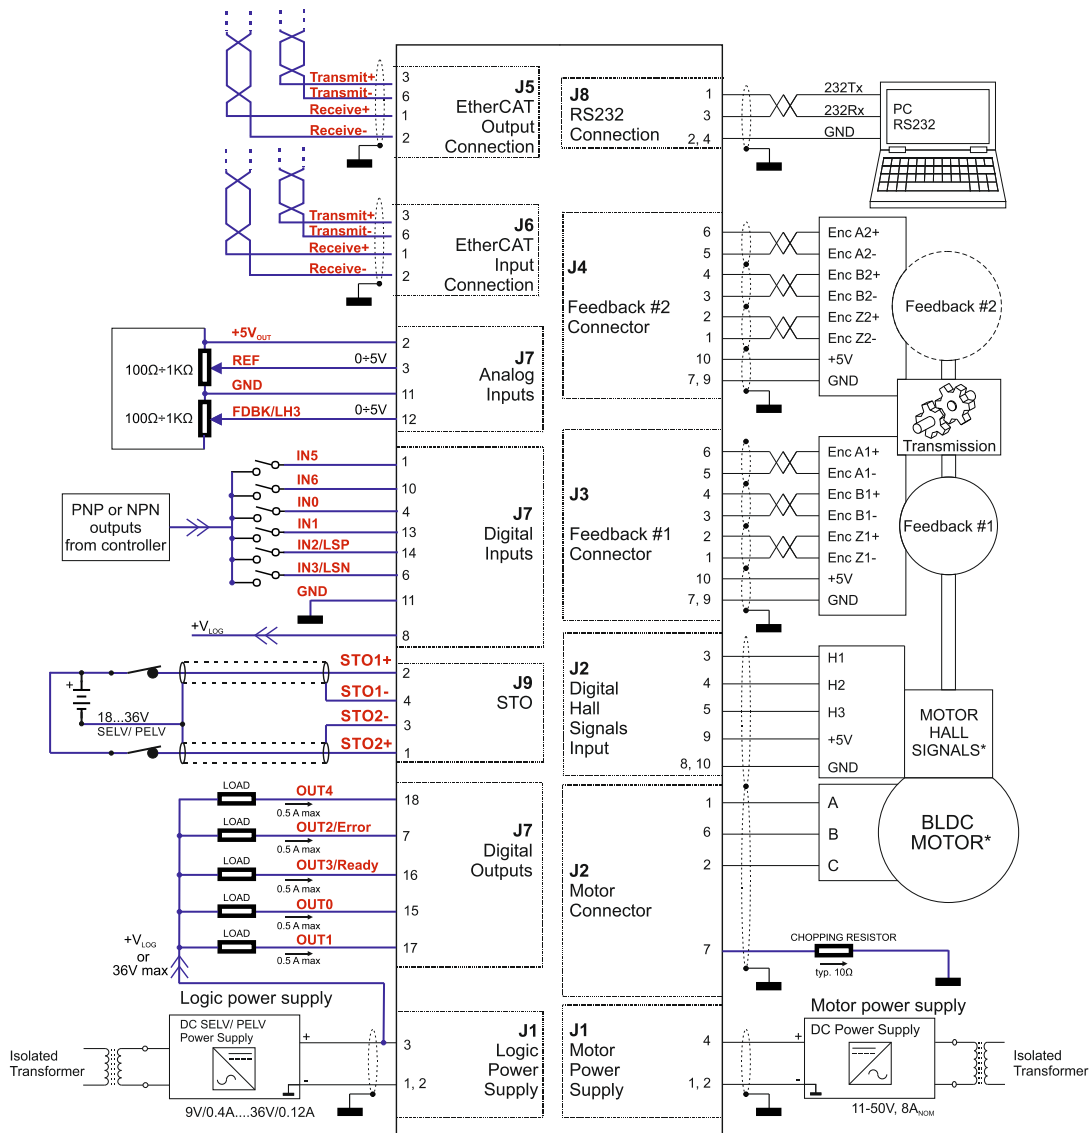 Transmit+
Transmit-
Receive+
Receive-
3
6
1
2
J5
EtherCAT
Output
Connection
Transmit+
Transmit-
Receive+
Receive-
3
6
1
2
J6
EtherCAT
Input
Connection
+5VOUT
REF
0÷5V
GND
FDBK/LH3
0÷5V
100Ω÷1KΩ
100Ω÷1KΩ
2
3
11
12
J7
Analog
Inputs
PNP or NPN
outputs
from controller
IN5
IN6
IN0
IN1
IN2/LSP
IN3/LSN
GND
+VLOG
1
10
4
13
14
6
11
8
J7
Digital
Inputs
STO1+
STO1-
STO2-
STO2+
+
18...36V
SELV/ PELV
2
4
3
1
J9
STO
LOAD
OUT4
0.5 A max
18
LOAD
OUT2/Error
0.5 A max
7
LOAD
OUT3/Ready
0.5 A max
16
LOAD
OUT0
0.5 A max
15
LOAD
OUT1
0.5 A max
17
J7
Digital
Outputs
+VLOG
or
36V max
Logic power supply
DC SELV/ PELV
Power Supply
+
-
Isolated
Transformer
9V/0.4A....36V/0.12A
3
1, 2
J1
Logic
Power
Supply
J8
RS232
Connection
1
3
2, 4
232Tx
232Rx
GND
PC
RS232
J4
Feedback #2
Connector
6
5
4
3
2
1
10
7, 9
Enc A2+
Enc A2-
Enc B2+
Enc B2-
Enc Z2+
Enc Z2-
+5V
GND
Feedback #2
Transmission
J3
Feedback #1
Connector
6
5
4
3
2
1
10
7, 9
Enc A1+
Enc A1-
Enc B1+
Enc B1-
Enc Z1+
Enc Z1-
+5V
GND
Feedback #1
J2
Digital
Hall
Signals
Input
3
4
5
9
8, 10
H1
H2
H3
+5V
GND
MOTOR
HALL
SIGNALS*
J2
Motor
Connector
1
6
2
7
A
B
C
BLDC
MOTOR*
CHOPPING RESISTOR
typ. 10Ω
Motor power supply
J1
Motor
Power
Supply
4
1, 2
DC Power Supply
+
-
11-50V, 8ANOM
Isolated
Transformer